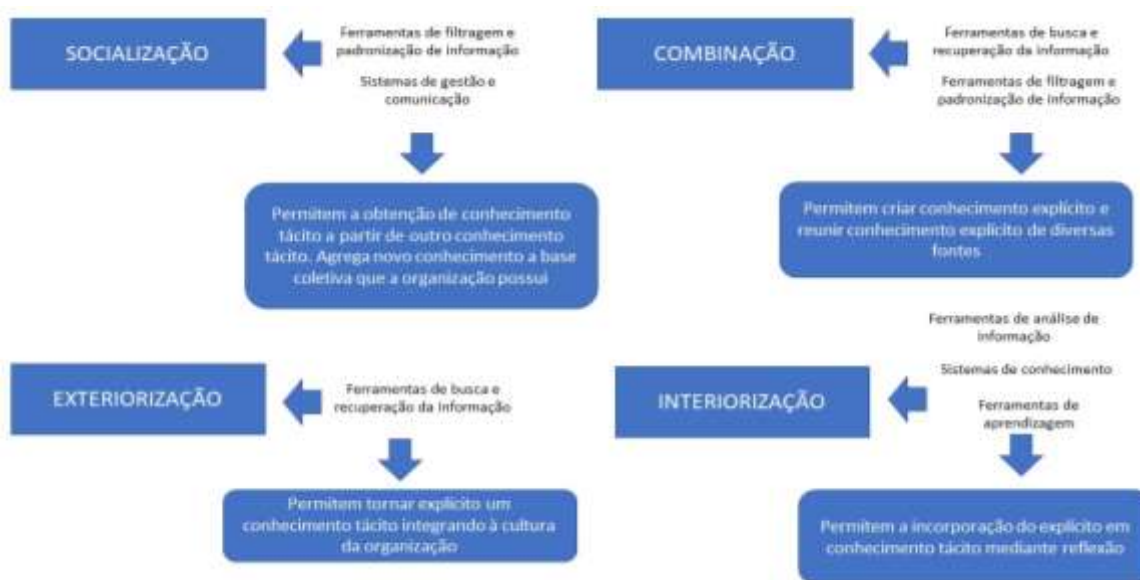 SOCIALIZAÇÃO
Ferramentas de filtragem e
padronização de informação
Sistemas de gestão e
comunicação
Permitem a obtenção de conhecimento
tácito a partir de outro conhecimento
tácito. Agrega novo conhecimento a base
coletiva que a organização possui
COMBINAÇÃO
Ferramentas de busca e
recuperação da informação
Ferramentas de filtragem e
padronização de informação
Permitem criar conhecimento explícito e
reunir conhecimento explícito de diversas
fontes
EXTERIORIZAÇÃO
Ferramentas de busca e
recuperação da informação
Permitem tornar explícito um
conhecimento tácito integrando à cultura
da organização
INTERIORIZAÇÃO
Ferramentas de análise de
informação
Sistemas de conhecimento
Ferramentas de
aprendizagem
Permitem a incorporação do explícito em
conhecimento tácito mediante reflexão